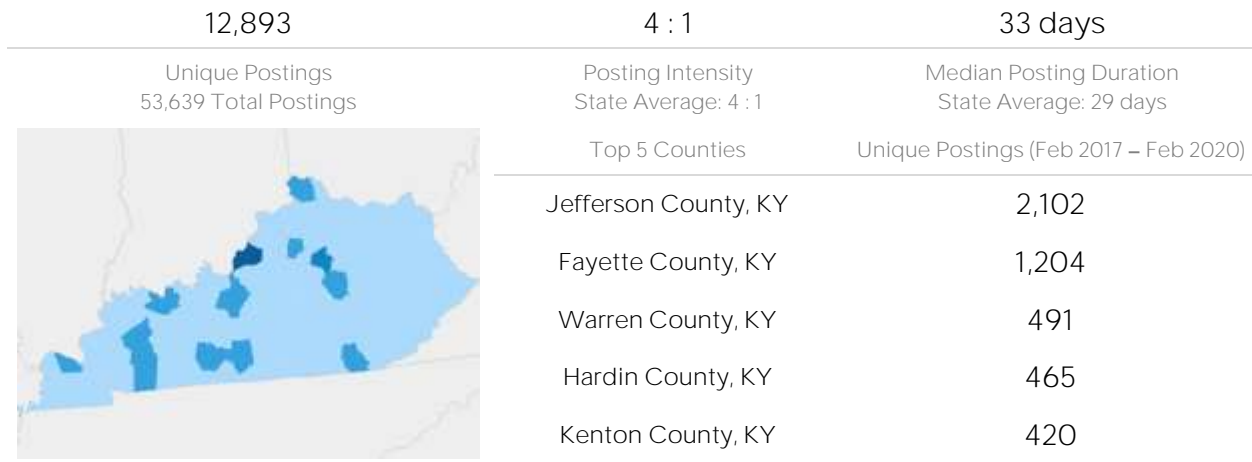 12,893
4 : 1
33 days
Unique Postings
53,639 Total Postings
Posting Intensity
State Average: 4 : 1
Median Posting Duration
State Average: 29 days
Top 5 Counties
Unique Postings (Feb 2017 – Feb 2020)
Jefferson County, KY
2,102
Fayette County, KY
1,204
Warren County, KY
491
Hardin County, KY
465
Kenton County, KY
420